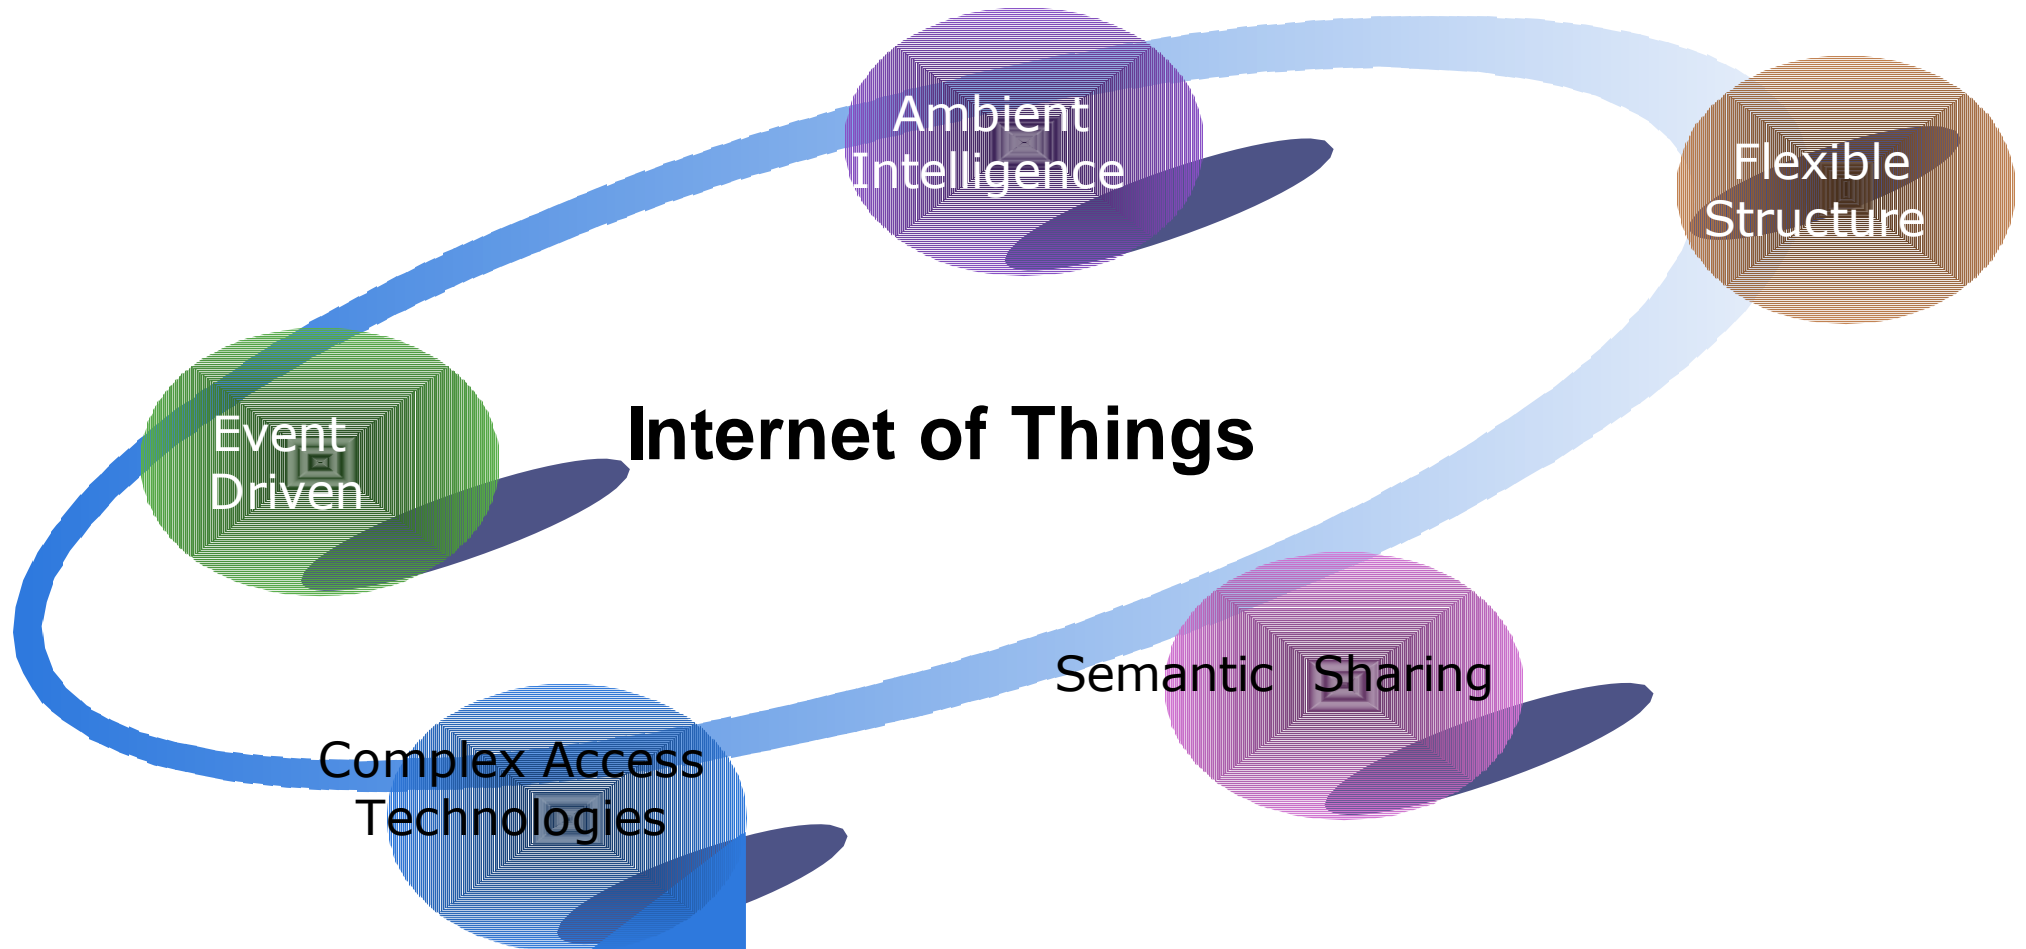 Ambient
Intelligence
Flexible
Structure
Event
Driven
Internet of Things
Semantic Sharing
Complex Access
Technologies